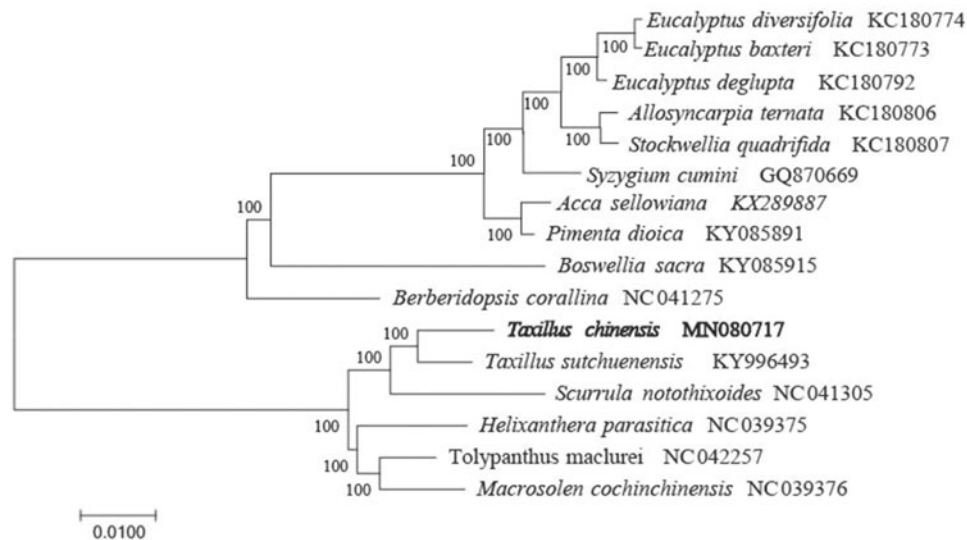 Eucalyptus diversifolia KC180774
100
Eucalyptus baxteri KC180773
100
Eucalyptus deglupta KC180792
100
Allosyncarpia ternata KC180806
100
100
Stockwellia quadrifida KC180807
100
Syzygium cumini GQ870669
Acca sellowiana KX289887
100
100
Pimenta dioica KY085891
Boswellia sacra KY085915
Berberidopsis corallina NC041275
Taxillus chinensis MN080717
100
100
Taxillus sutchuenensis KY996493
Scurrula notothixoides NC041305
100
Helixanthera parasitica NC039375
Tolypanthus maclurei NC042257
100
100
Macrosolen cochinchinensis NC039376
0.0100